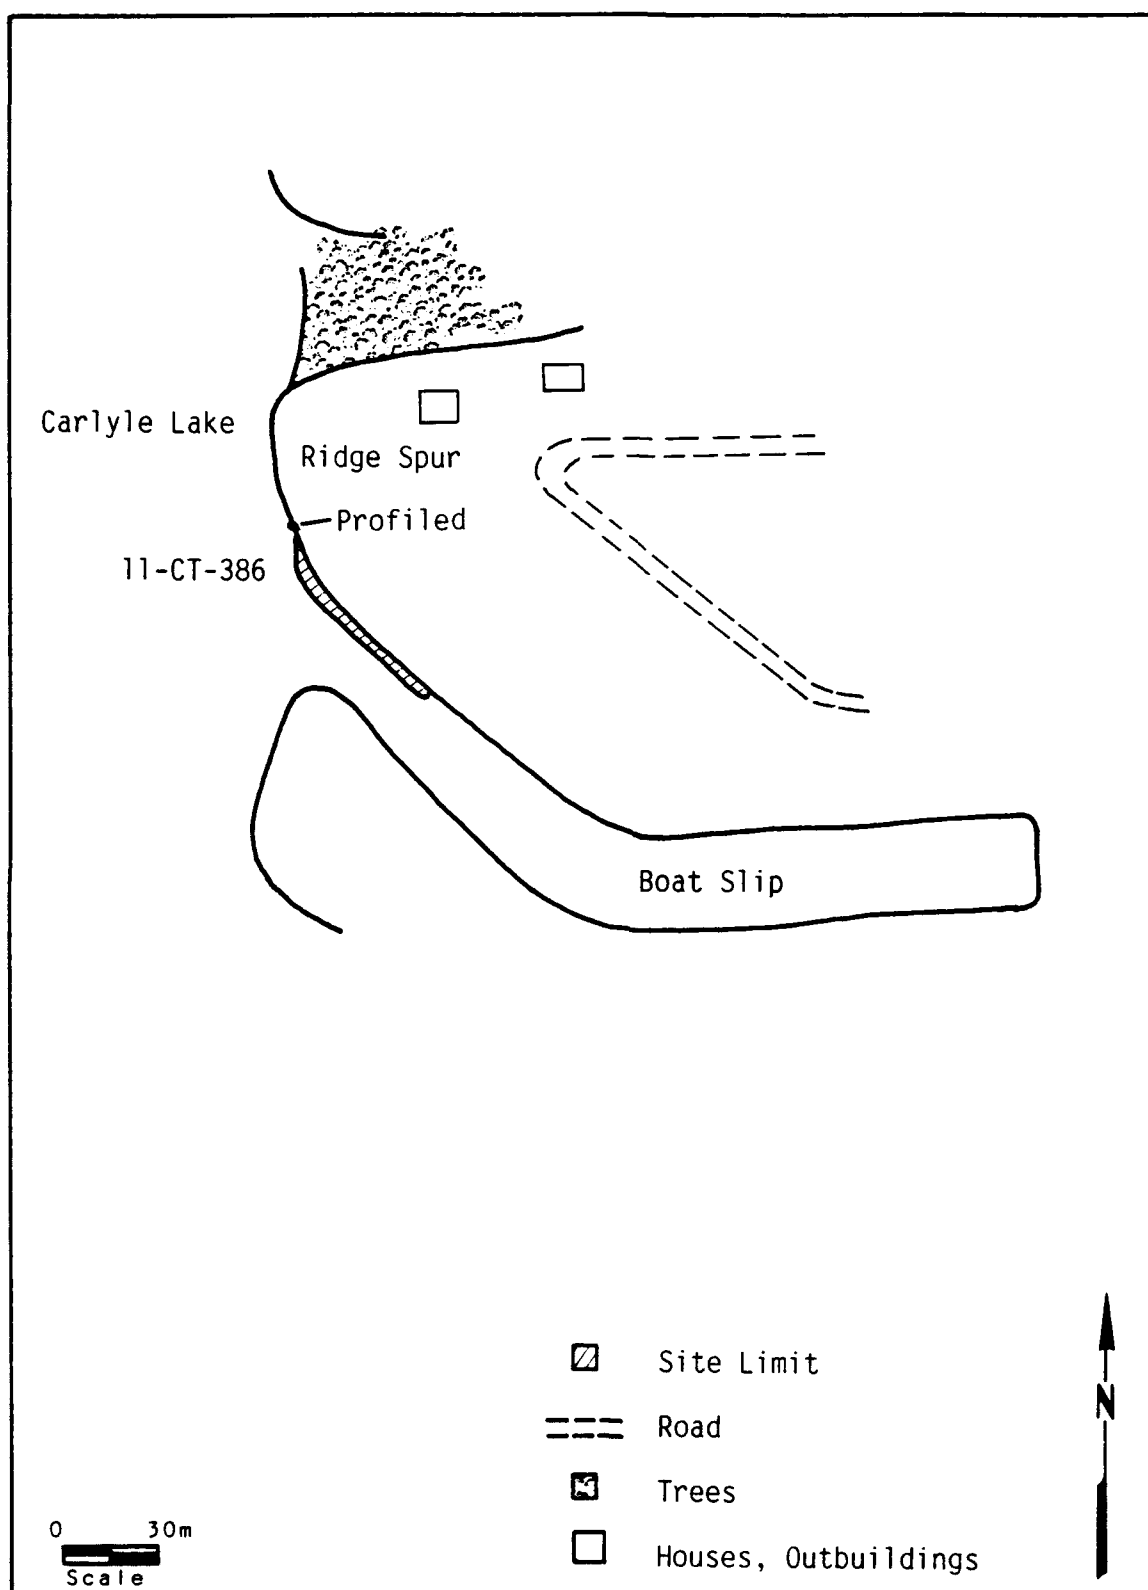 Carlyle Lake
Ridge Spur
Profiled
11-CT-386
Boat Slip
Site Limit
Road
Trees
Houses, Outbuildings
N
0 30m
Scale